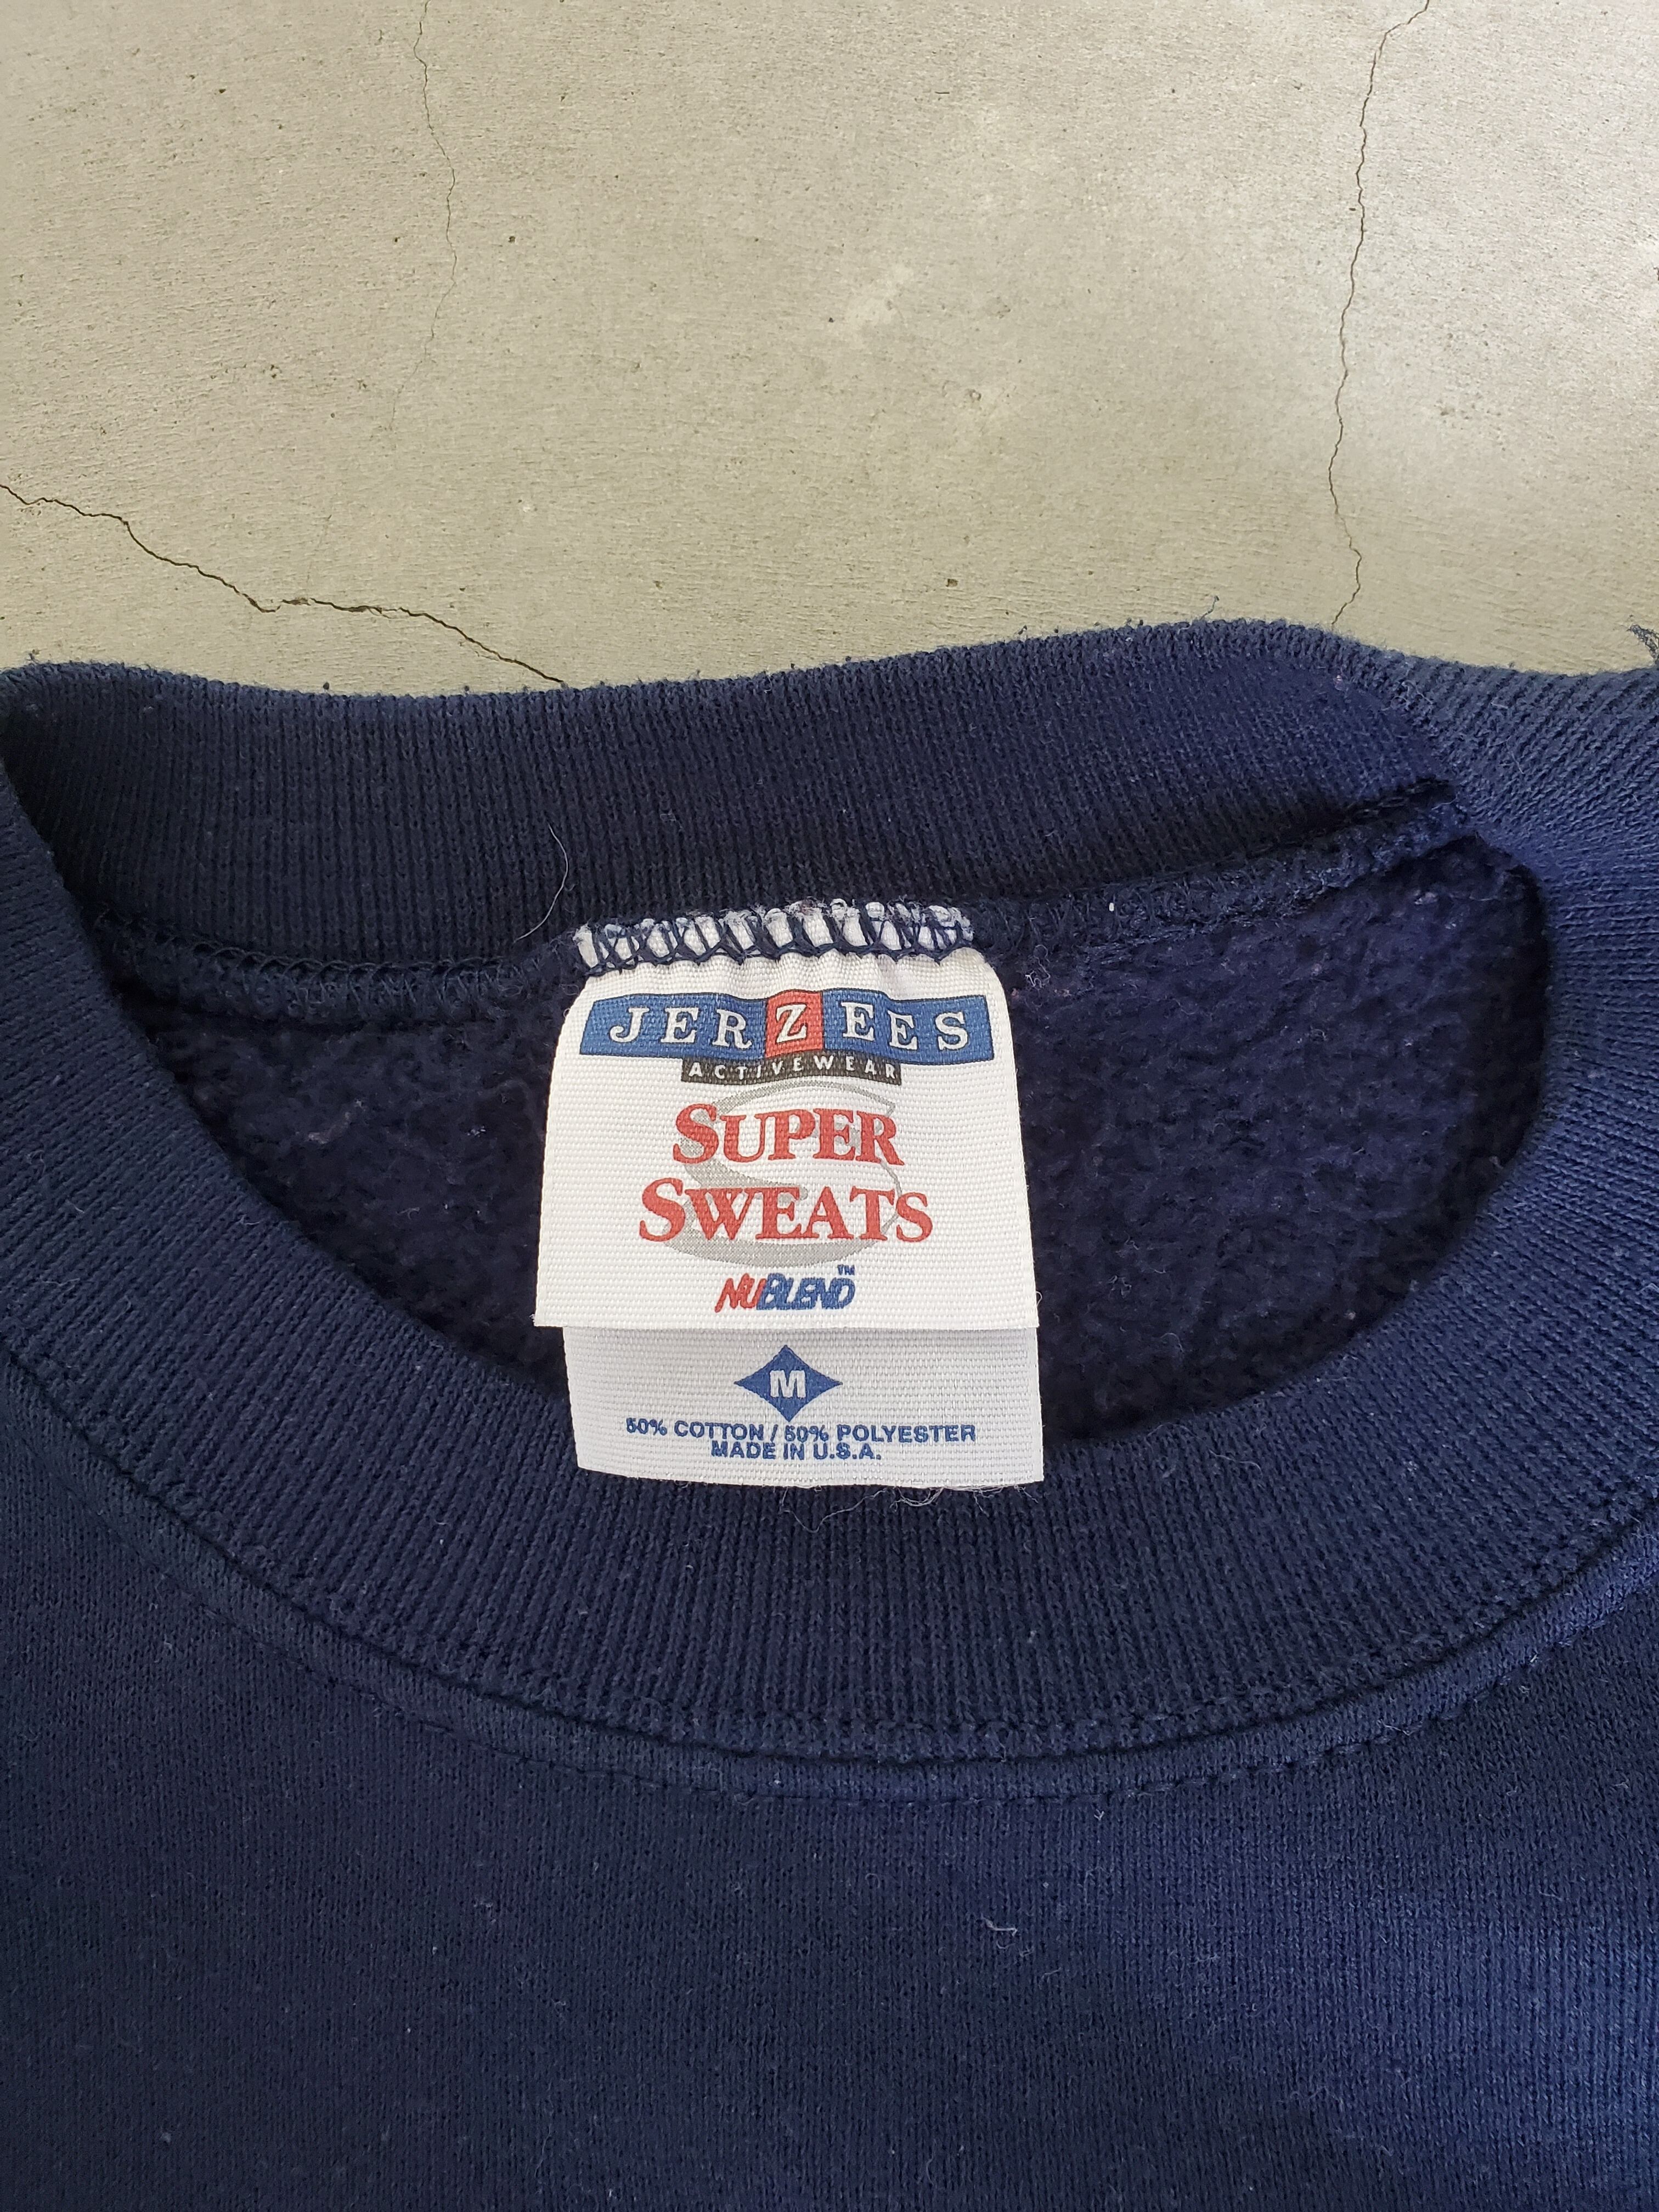 JERZEES
ACTIVEWEAR
SUPER
SWEATS
NUBLEND™
M
50% COTTON / 50% POLYESTER
MADE IN U.S.A.